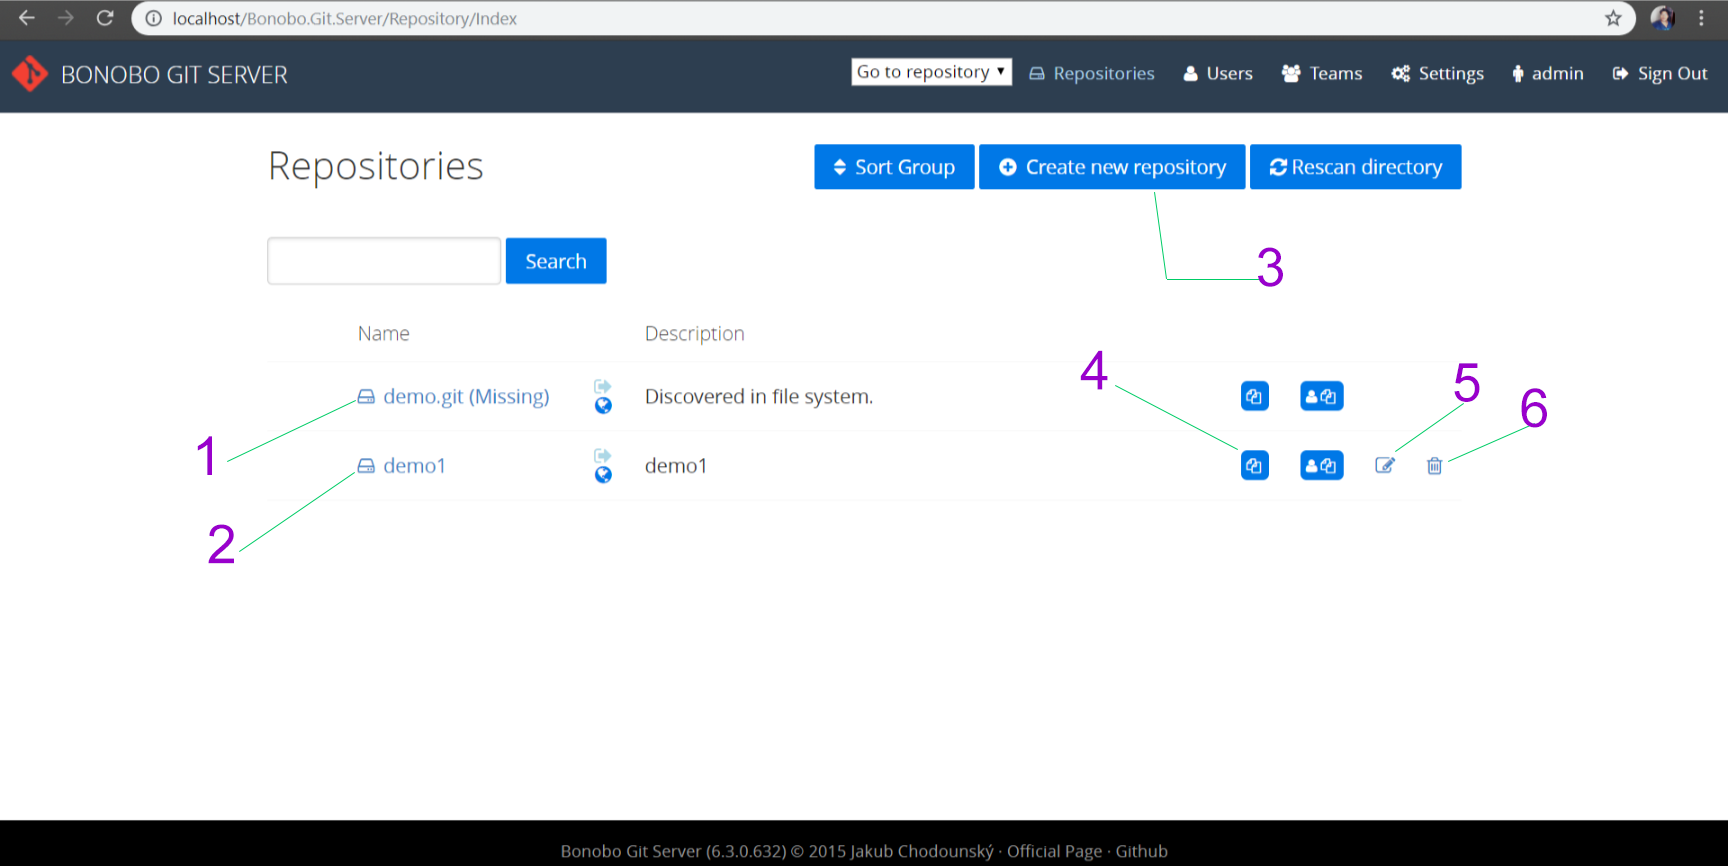 localhost/Bonobo.Git.Server/Repository/Index
BONOBO GIT SERVER
Go to repository
Repositories
Users
Teams
Settings
admin
Sign Out
Repositories
Sort Group
Create new repository
Rescan directory
3
Search
Name
Description
4
5
6
demo.git (Missing)
Discovered in file system.
1
demo1
demo1
2
Bonobo Git Server (6.3.0.632) © 2015 Jakub Chodounský · Official Page · Github